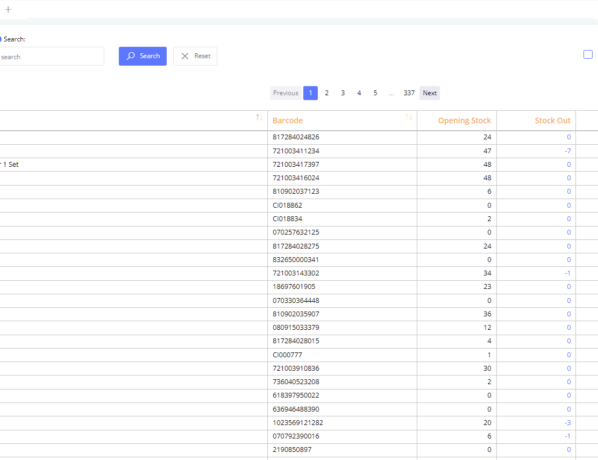 +
Search:
search Search Reset
Previous 1 2 3 4 5 ... 337 Next
Barcode Opening Stock Stock Out
817284024826 24 0
721003411234 47 -7
1 Set 721003417397 48 0
721003416024 48 0
810902037123 6 0
CI018862 0 0
CI018834 2 0
070257632125 0 0
817284028275 24 0
832650000341 0 0
721003143302 34 -1
18697601905 23 0
070330364448 0 0
810902035907 36 0
080915033379 12 0
817284028015 4 0
CI000777 1 0
721003910836 30 0
736040523208 2 0
618397950022 0 0
636946488390 0 0
1023569121282 20 -3
070792390016 6 -1
2190850897 0 0